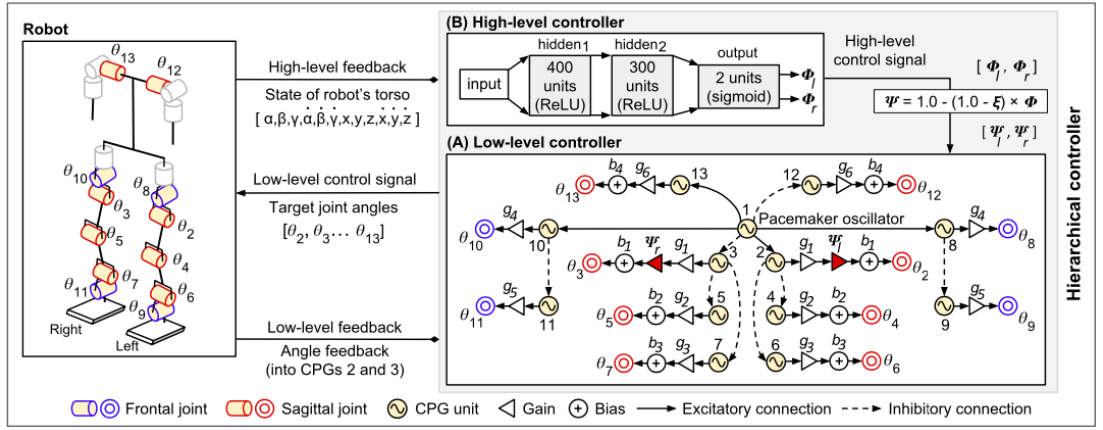 Robot
θ13
θ12
θ10
θ8
θ3
θ2
θ5
θ4
θ7
θ6
θ11
θ9
Right
Left
High-level feedback
State of robot's torso
[ α,β,γ,α̇,β̇,γ̇,x,y,z,ẋ,ẏ,ż ]
Low-level control signal
Target joint angles
[θ2, θ3... θ13]
Low-level feedback
Angle feedback
(into CPGs 2 and 3)
(B) High-level controller
input
hidden1
400
units
(ReLU)
hidden2
300
units
(ReLU)
output
2 units
(sigmoid)
Φl
Φr
High-level
control signal
[ Φl, Φr ]
Ψ = 1.0 - (1.0 - ξ) × Φ
[ Ψl, Ψr ]
(A) Low-level controller
θ13 b4 g6 13
12 g6 b4 θ12
1
Pacemaker oscillator
θ10 g4 10
8 g4 θ8
θ3 b1 Ψr g1 3
2 g1 Ψl b1 θ2
θ11 g5 11
9 g5 θ9
θ5 b2 g2 5
4 g2 b2 θ4
θ7 b3 g3 7
6 g3 b3 θ6
Hierarchical controller
Frontal joint
Sagittal joint
CPG unit
Gain
Bias
Excitatory connection
Inhibitory connection